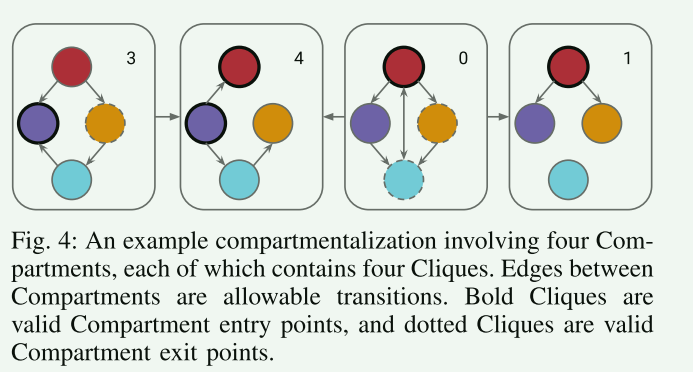 3 4 0 1
Fig. 4: An example compartmentalization involving four Com-
partments, each of which contains four Cliques. Edges between
Compartments are allowable transitions. Bold Cliques are
valid Compartment entry points, and dotted Cliques are valid
Compartment exit points.